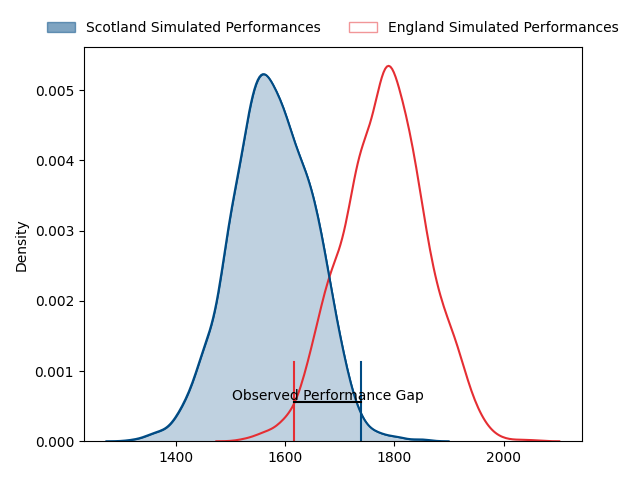 Scotland Simulated Performances England Simulated Performances
0.005
0.004
0.003
0.002
0.001
0.000
Density
Observed Performance Gap
1400 1600 1800 2000